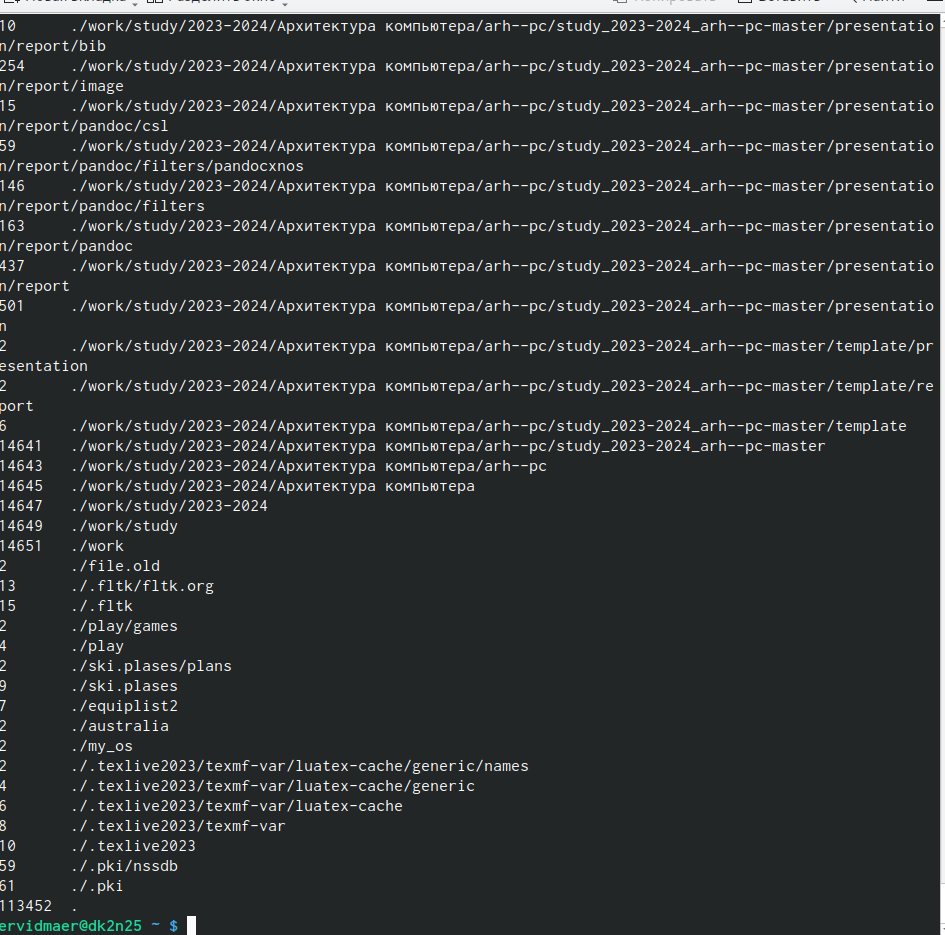 10      ./work/study/2023-2024/Архитектура компьютера/arh--pc/study_2023-2024_arh--pc-master/presentatio
n/report/bib
254     ./work/study/2023-2024/Архитектура компьютера/arh--pc/study_2023-2024_arh--pc-master/presentatio
n/report/image
15      ./work/study/2023-2024/Архитектура компьютера/arh--pc/study_2023-2024_arh--pc-master/presentatio
n/report/pandoc/csl
59      ./work/study/2023-2024/Архитектура компьютера/arh--pc/study_2023-2024_arh--pc-master/presentatio
n/report/pandoc/filters/pandocxnos
146     ./work/study/2023-2024/Архитектура компьютера/arh--pc/study_2023-2024_arh--pc-master/presentatio
n/report/pandoc/filters
163     ./work/study/2023-2024/Архитектура компьютера/arh--pc/study_2023-2024_arh--pc-master/presentatio
n/report/pandoc
437     ./work/study/2023-2024/Архитектура компьютера/arh--pc/study_2023-2024_arh--pc-master/presentatio
n/report
501     ./work/study/2023-2024/Архитектура компьютера/arh--pc/study_2023-2024_arh--pc-master/presentatio
n
2       ./work/study/2023-2024/Архитектура компьютера/arh--pc/study_2023-2024_arh--pc-master/template/pr
esentation
2       ./work/study/2023-2024/Архитектура компьютера/arh--pc/study_2023-2024_arh--pc-master/template/re
port
6       ./work/study/2023-2024/Архитектура компьютера/arh--pc/study_2023-2024_arh--pc-master/template
14641   ./work/study/2023-2024/Архитектура компьютера/arh--pc/study_2023-2024_arh--pc-master
14643   ./work/study/2023-2024/Архитектура компьютера/arh--pc
14645   ./work/study/2023-2024/Архитектура компьютера
14647   ./work/study/2023-2024
14649   ./work/study
14651   ./work
2       ./file.old
13      ./.fltk/fltk.org
15      ./.fltk
2       ./play/games
4       ./play
2       ./ski.plases/plans
9       ./ski.plases
7       ./equiplist2
2       ./australia
2       ./my_os
2       ./.texlive2023/texmf-var/luatex-cache/generic/names
4       ./.texlive2023/texmf-var/luatex-cache/generic
6       ./.texlive2023/texmf-var/luatex-cache
8       ./.texlive2023/texmf-var
10      ./.texlive2023
59      ./.pki/nssdb
61      ./.pki
113452  .
ervidmaer@dk2n25 ~ $